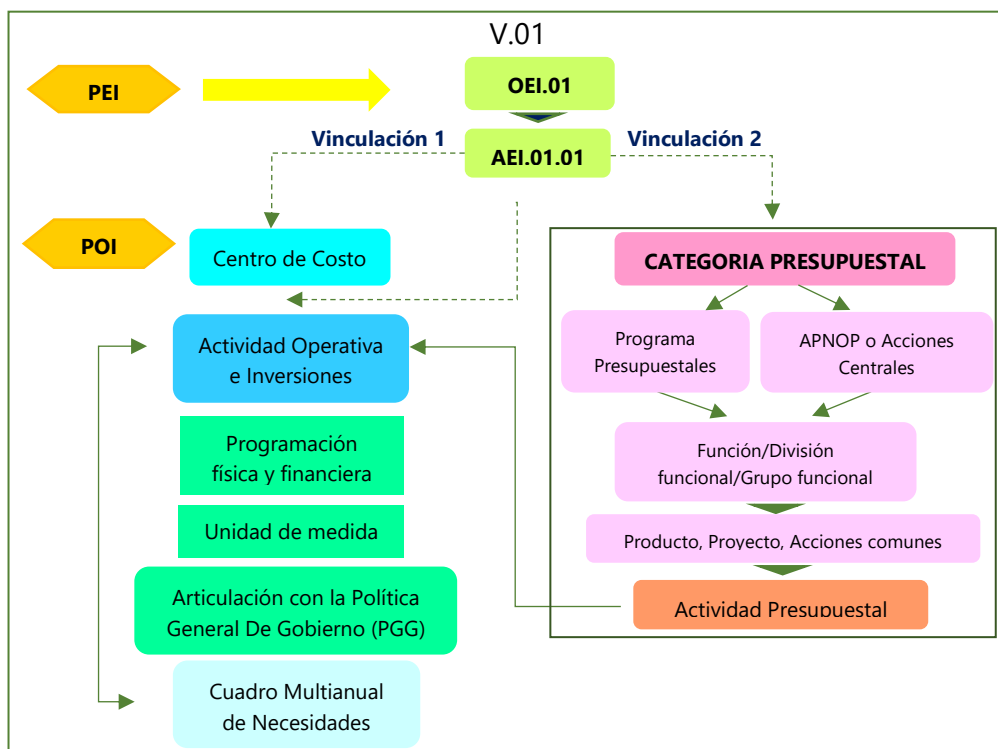 V.01
PEI
OEI.01
Vinculación 1
Vinculación 2
AEI.01.01
POI
Centro de Costo
CATEGORIA PRESUPUESTAL
Actividad Operativa
e Inversiones
Programa
Presupuestales
APNOP o Acciones
Centrales
Programación
física y financiera
Función/División
funcional/Grupo funcional
Unidad de medida
Producto, Proyecto, Acciones comunes
Articulación con la Política
General De Gobierno (PGG)
Actividad Presupuestal
Cuadro Multianual
de Necesidades